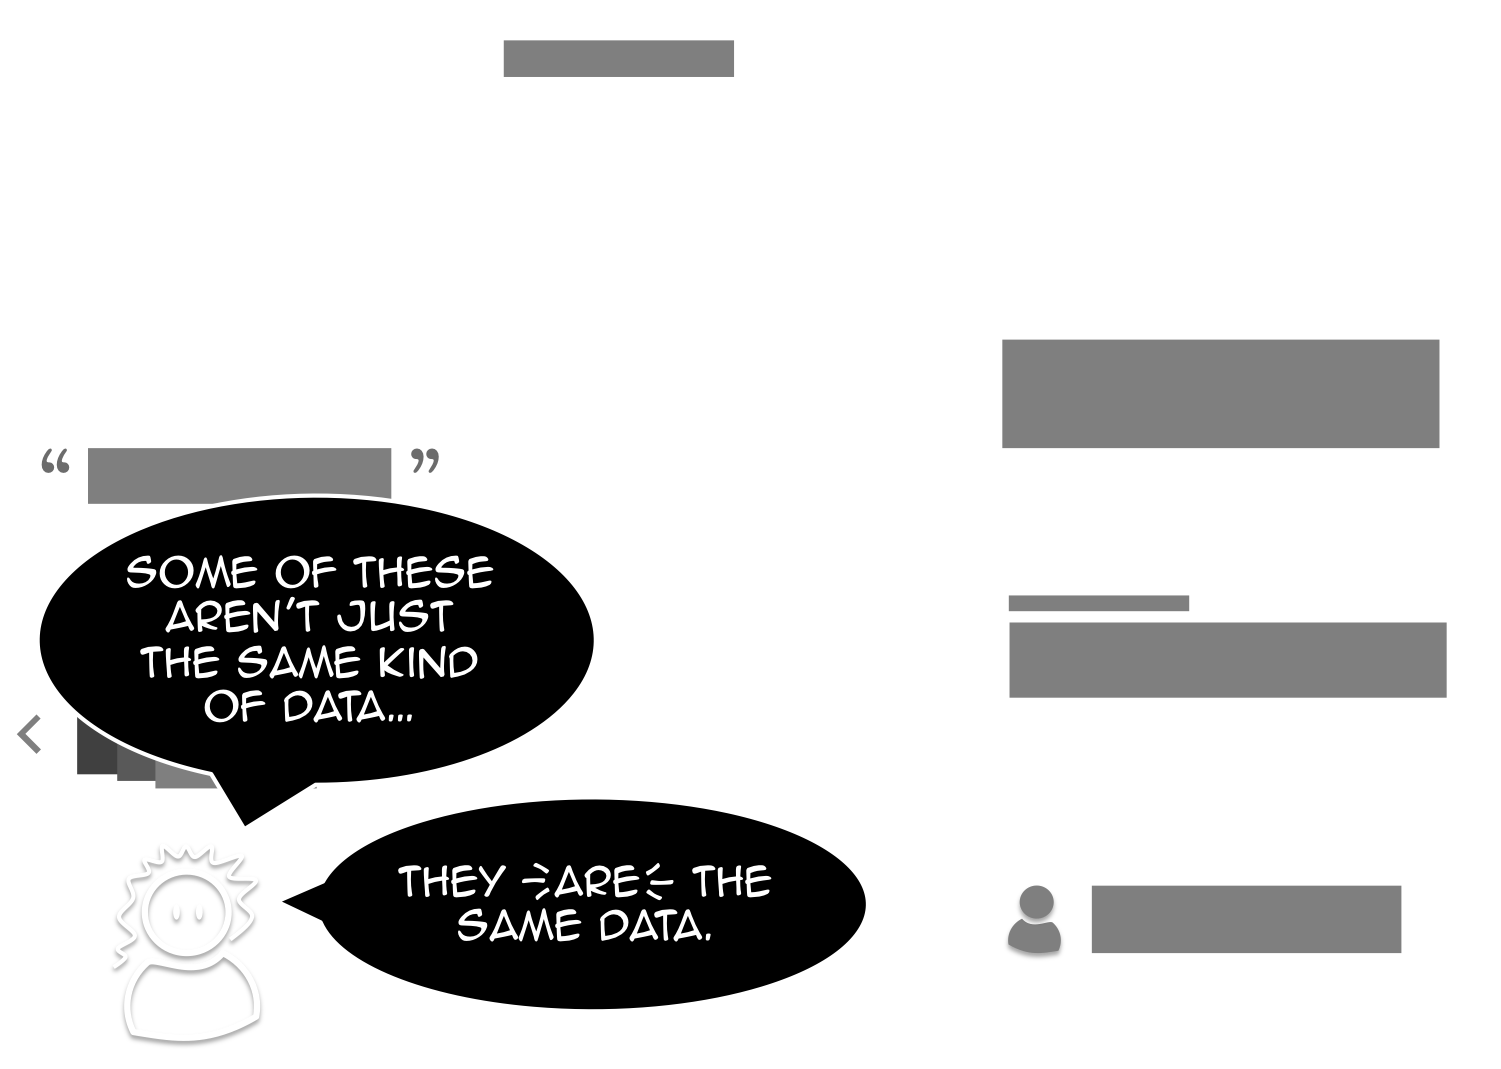 “ ”
SOME OF THESE
AREN'T JUST
THE SAME KIND
OF DATA...
THEY ARE THE
SAME DATA.